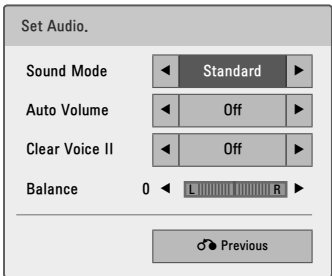 Set Audio.
Sound Mode ◄ Standard ►
Auto Volume ◄ Off ►
Clear Voice II ◄ Off ►
Balance 0 ◄ L R ►
Previous